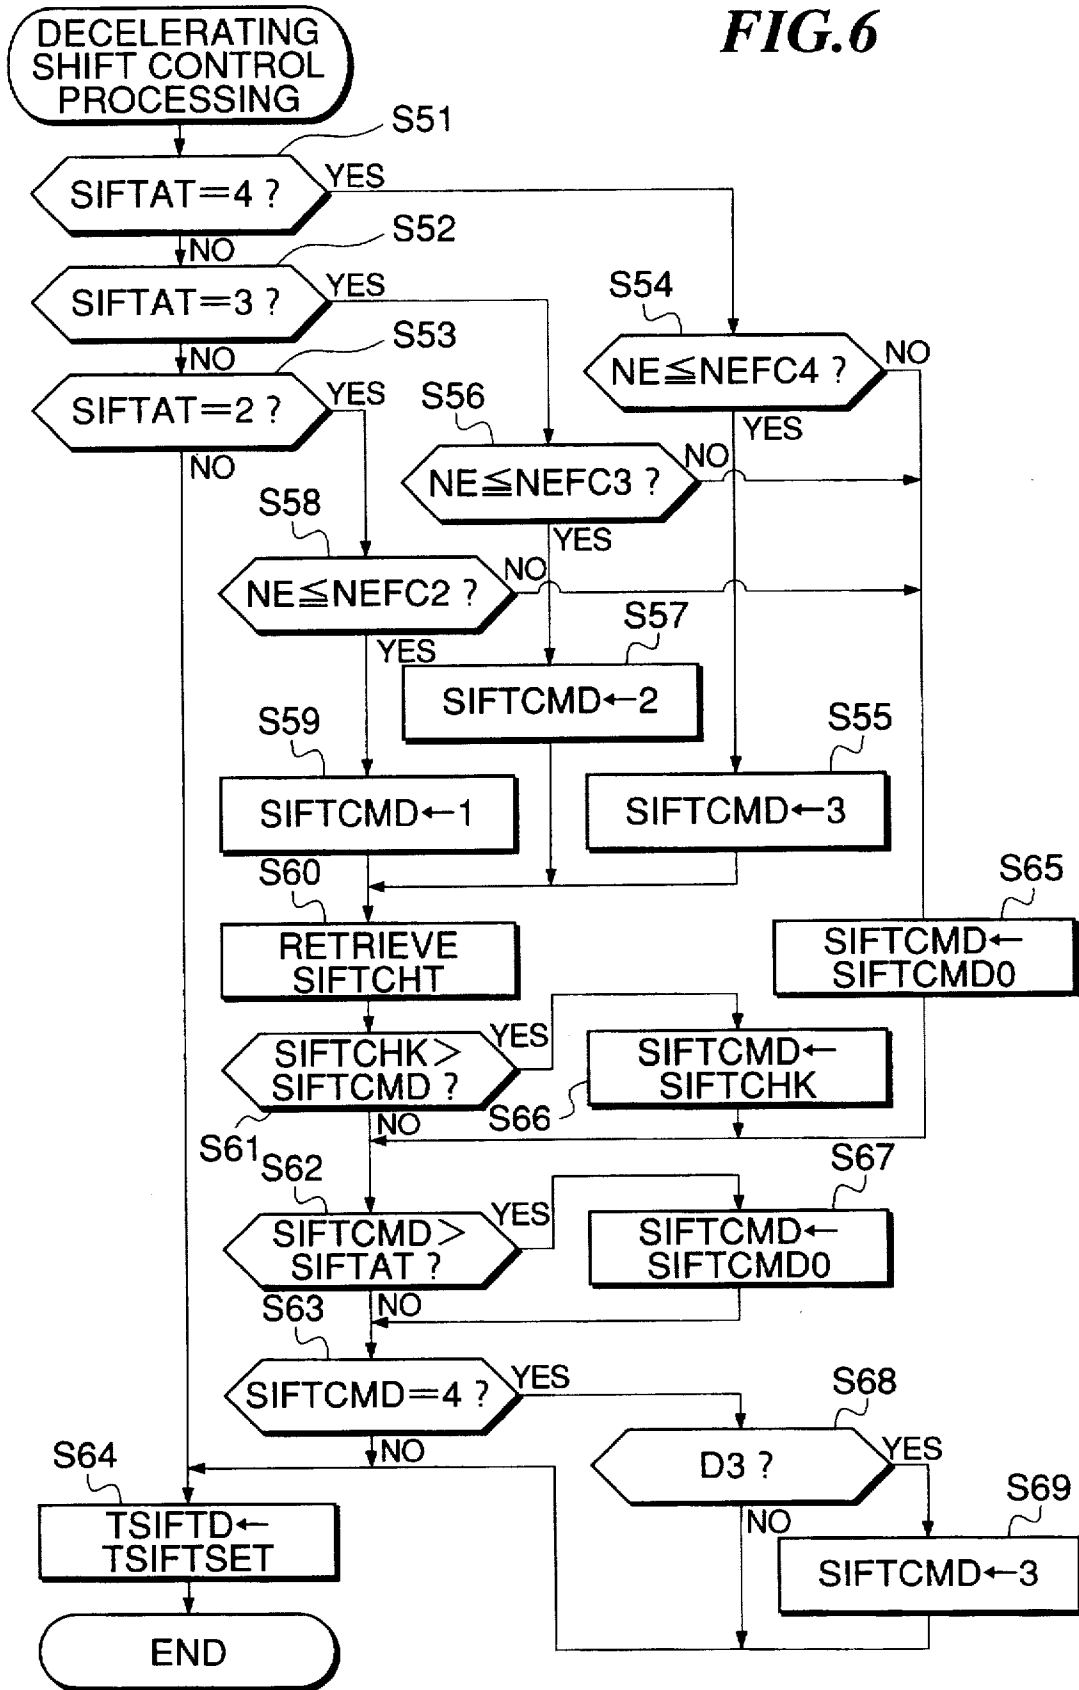 FIG.6
DECELERATING
SHIFT CONTROL
PROCESSING
S51
SIFTAT=4 ?
YES
NO
S52
SIFTAT=3 ?
YES
NO
S53
SIFTAT=2 ?
YES
NO
S54
NE≦NEFC4 ?
NO
YES
S56
NE≦NEFC3 ?
NO
YES
S58
NE≦NEFC2 ?
NO
YES
S57
SIFTCMD←2
S59
SIFTCMD←1
S55
SIFTCMD←3
S60
RETRIEVE
SIFTCHT
S65
SIFTCMD←
SIFTCMD0
SIFTCHK>
SIFTCMD ?
YES
NO
S61
SIFTCMD←
SIFTCHK
S66
S62
SIFTCMD>
SIFTAT ?
YES
NO
S67
SIFTCMD←
SIFTCMD0
S63
SIFTCMD=4 ?
YES
NO
S68
D3 ?
YES
NO
S69
SIFTCMD←3
S64
TSIFTD←
TSIFTSET
END